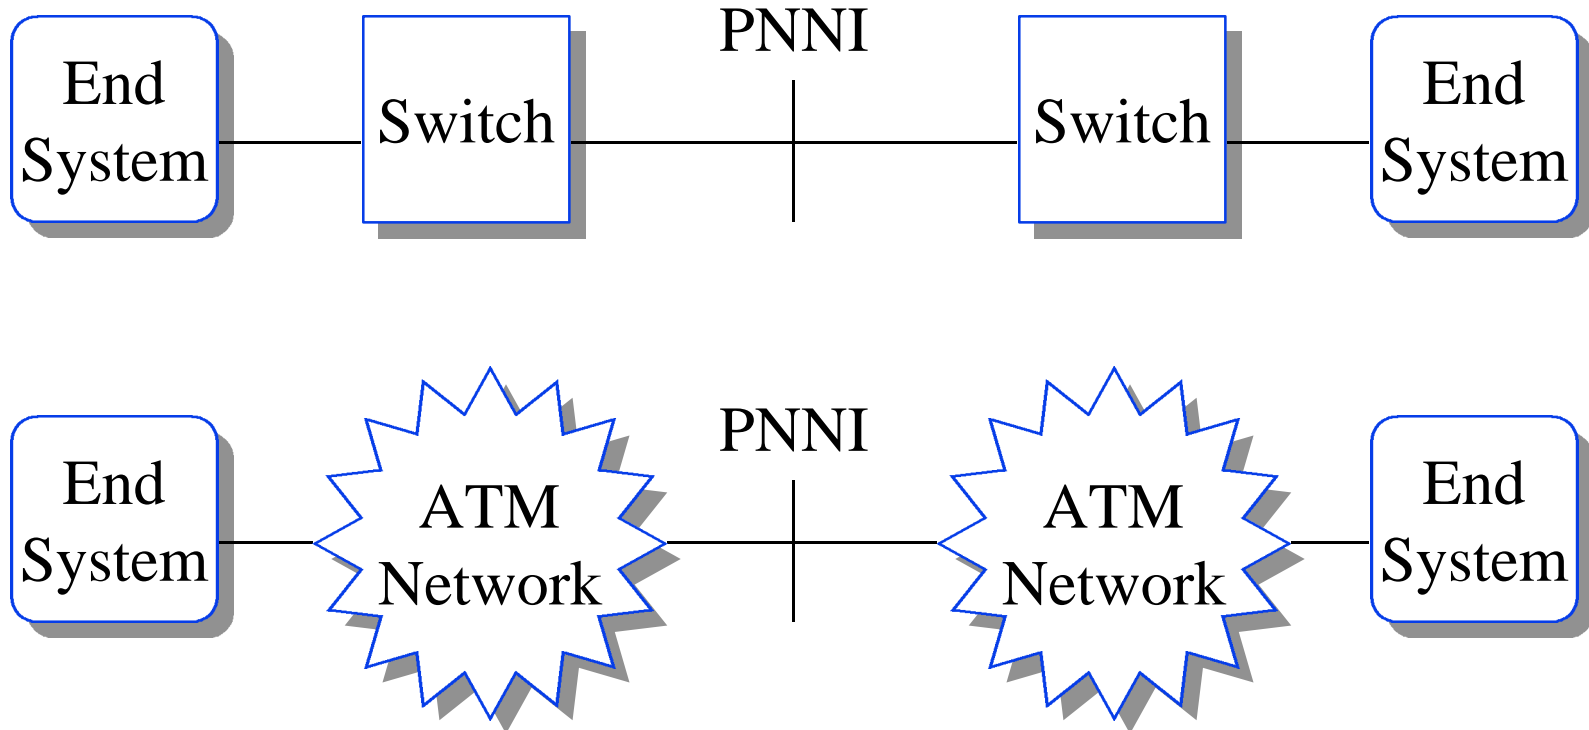 PNNI
End
System
Switch
Switch
End
System
PNNI
End
System
ATM
Network
ATM
Network
End
System